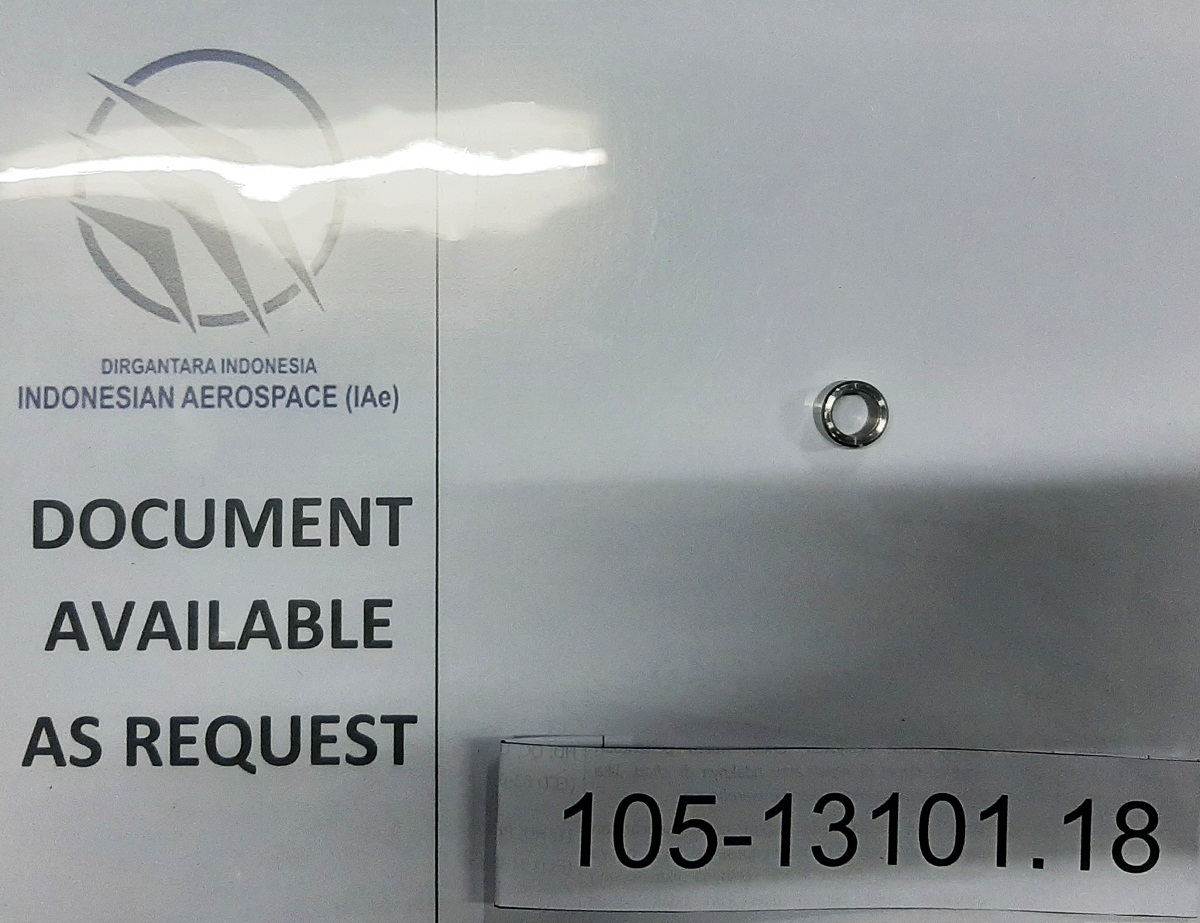 DIRGANTARA INDONESIA
INDONESIAN AEROSPACE (IAe)
DOCUMENT
AVAILABLE
AS REQUEST
105-13101.18